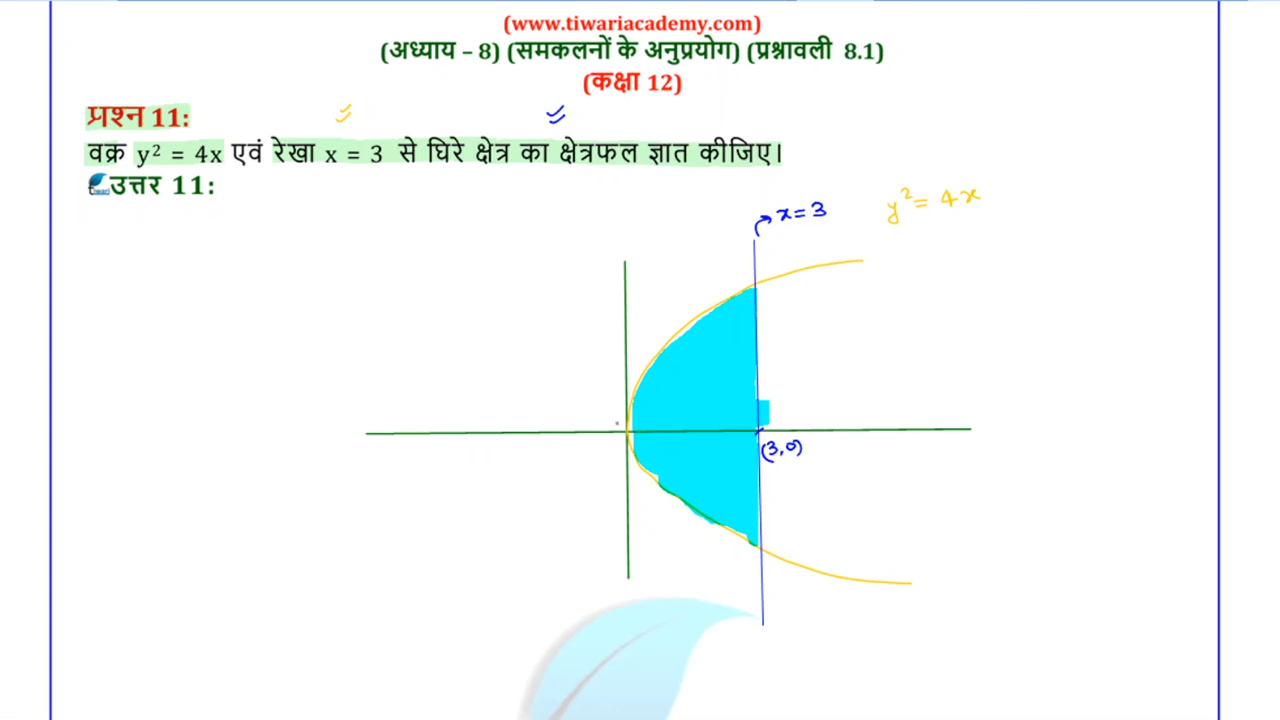 (www.tiwariacademy.com)
(अध्याय – 8) (समकलनों के अनुप्रयोग) (प्रश्नावली 8.1)
(कक्षा 12)
प्रश्न 11:
वक्र y² = 4x एवं रेखा x = 3 से घिरे क्षेत्र का क्षेत्रफल ज्ञात कीजिए।
उत्तर 11:
x=3
y²= 4x
(3,0)